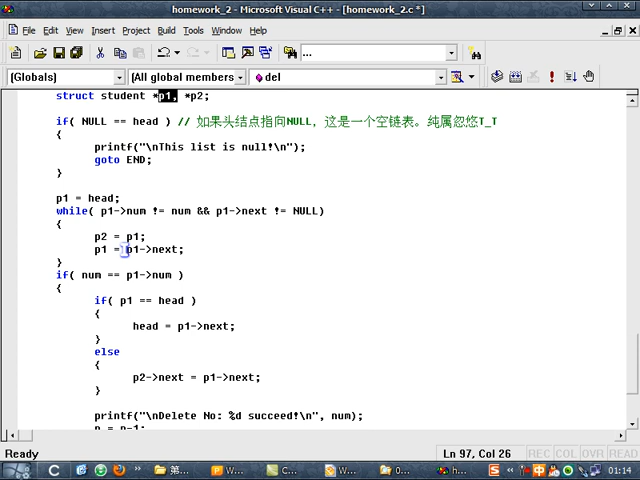 homework_2 - Microsoft Visual C++ - [homework_2.c *]
File Edit View Insert Project Build Tools Window Help
...
[Globals] [All global members del
struct student *p1, *p2;
if( NULL == head ) // 如果头结点指向NULL，这是一个空链表。纯属忽悠T_T
{
printf("\nThis list is null!\n");
goto END;
}
p1 = head;
while( p1->num != num && p1->next != NULL)
{
p2 = p1;
p1 = p1->next;
}
if( num == p1->num )
{
if( p1 == head )
{
head = p1->next;
}
else
{
p2->next = p1->next;
}
printf("\nDelete No: %d succeed!\n", num);
n = n-1;
Ready Ln 97, Col 26 REC COL OVR READ
第... W... C... W... 0... h... 01:14